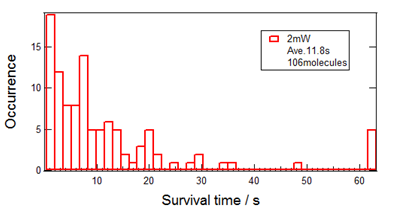 Occurrence
15
10
5
0
2mW
Ave.11.8s
106molecules
10 20 30 40 50 60
Survival time / s